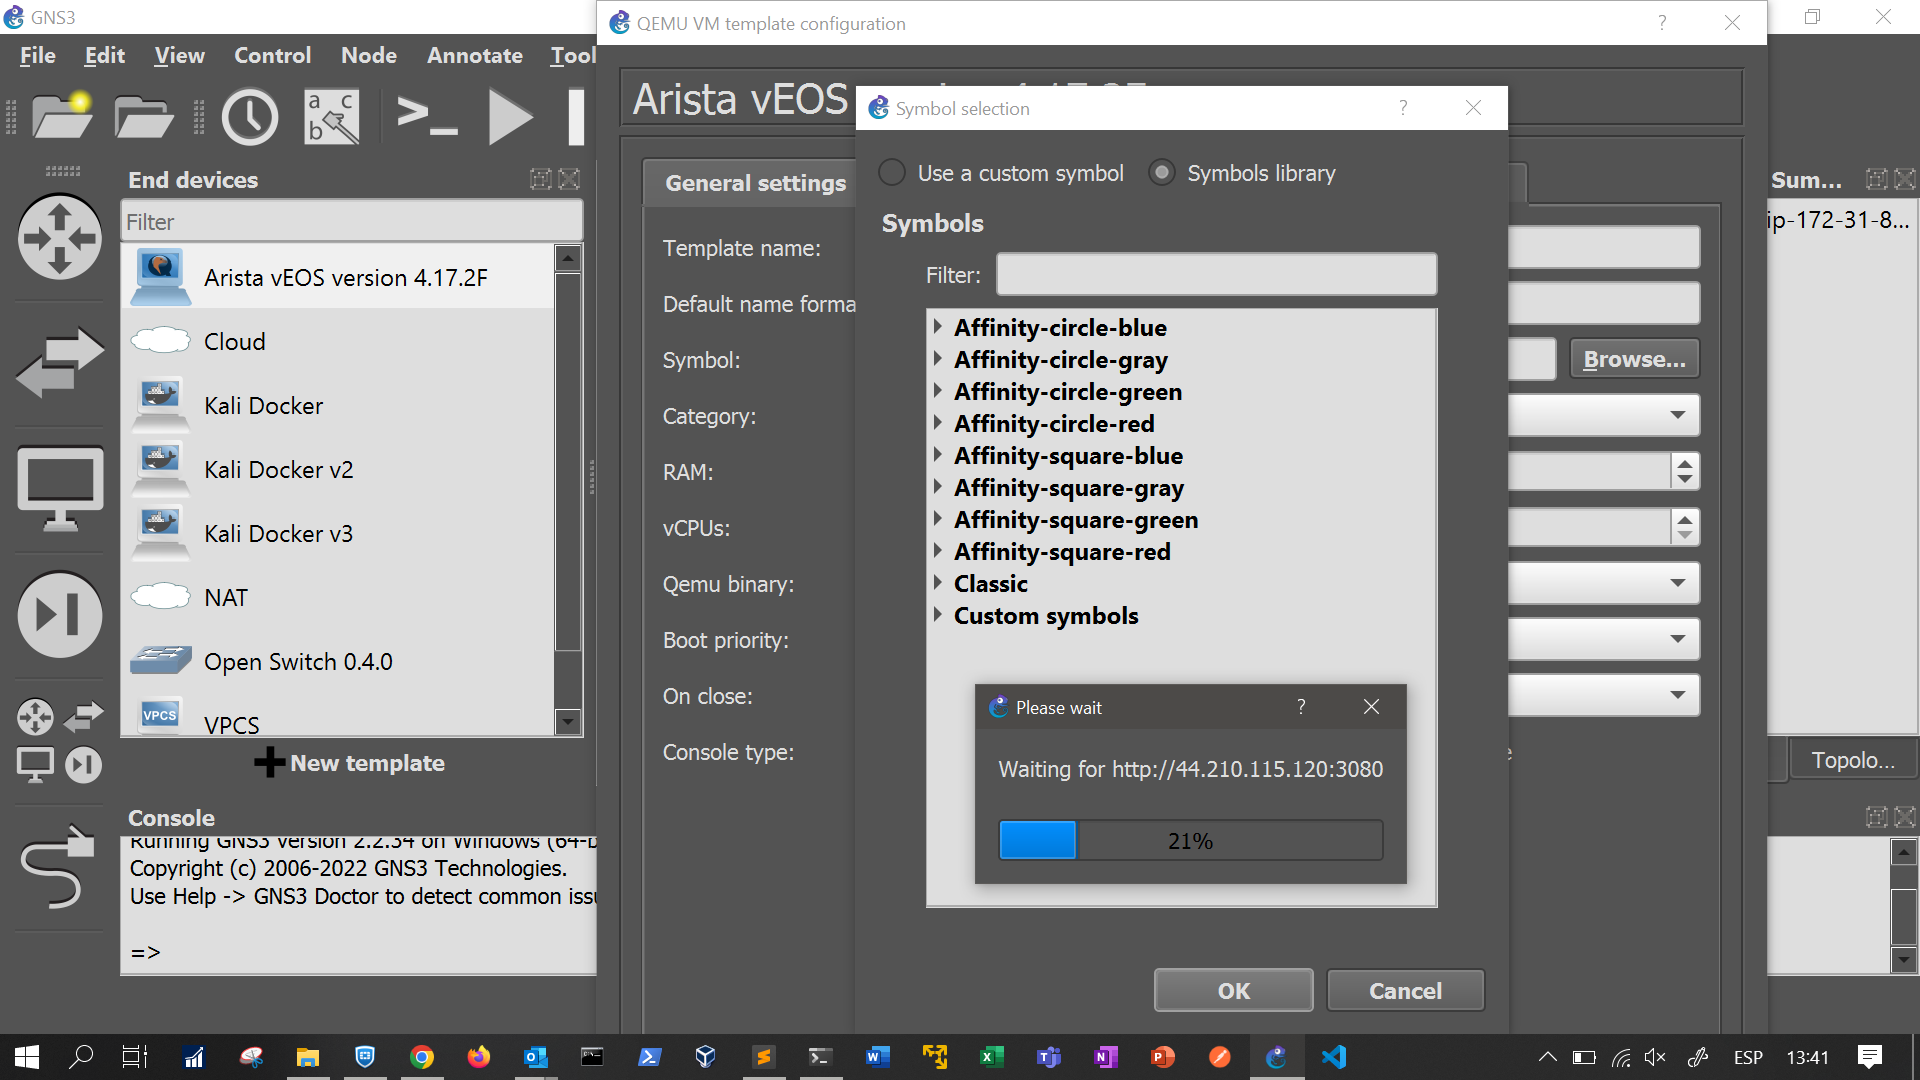 GNS3
QEMU VM template configuration
File Edit View Control Node Annotate Tool
Arista vEOS
Symbol selection
Use a custom symbol Symbols library
End devices
Filter
General settings
Symbols
Filter:
Sum...
ip-172-31-8...
Arista vEOS version 4.17.2F
Cloud
Kali Docker
Kali Docker v2
Kali Docker v3
NAT
Open Switch 0.4.0
VPCS
VPCS
New template
Template name:
Default name forma
Symbol:
Category:
RAM:
vCPUs:
Qemu binary:
Boot priority:
On close:
Console type:
Browse...
Affinity-circle-blue
Affinity-circle-gray
Affinity-circle-green
Affinity-circle-red
Affinity-square-blue
Affinity-square-gray
Affinity-square-green
Affinity-square-red
Classic
Custom symbols
Please wait
Waiting for http://44.210.115.120:3080
21%
OK Cancel
Topolo...
Console
Running GNS3 version 2.2.34 on Windows (64-b
Copyright (c) 2006-2022 GNS3 Technologies.
Use Help -> GNS3 Doctor to detect common issu
=>
ESP 13:41